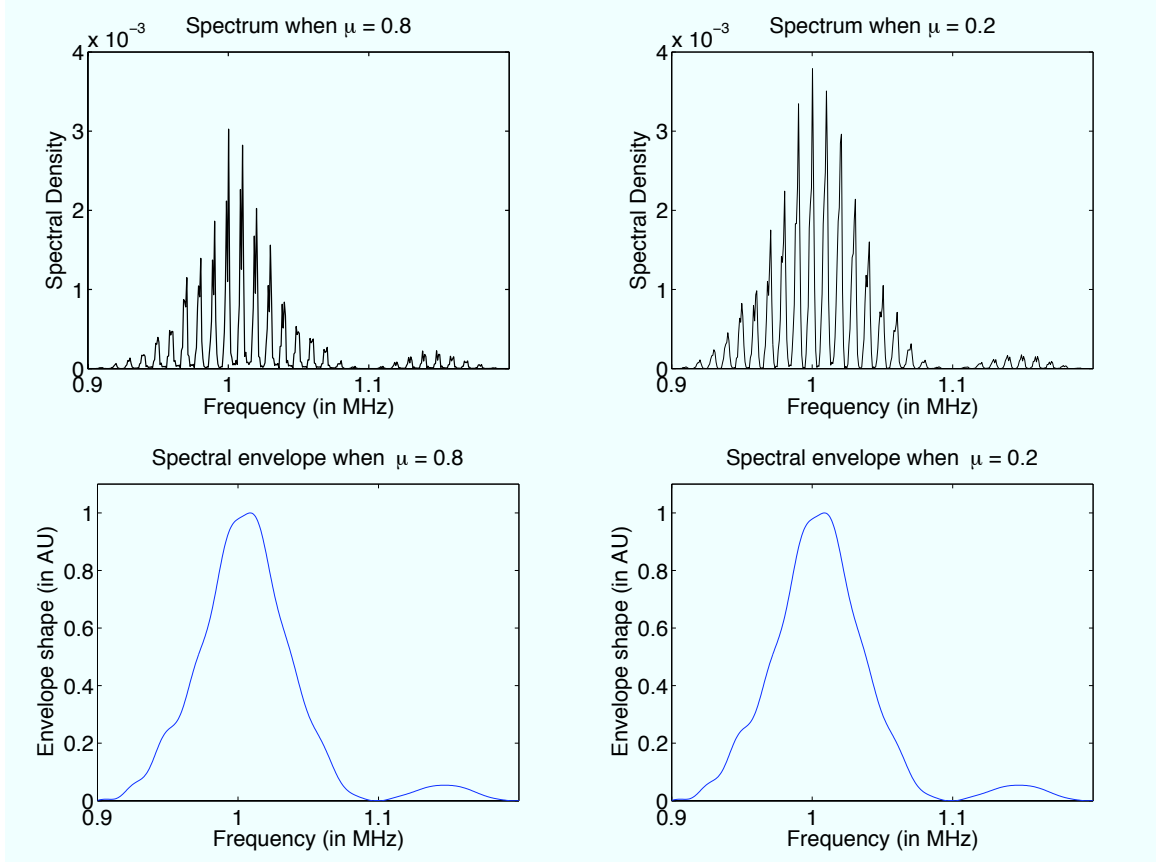 Spectrum when μ = 0.8
x 10⁻³
4
3
2
1
0
0.9
1
1.1
Spectral Density
Frequency (in MHz)
Spectrum when μ = 0.2
x 10⁻³
4
3
2
1
0
0.9
1
1.1
Spectral Density
Frequency (in MHz)
Spectral envelope when μ = 0.8
1
0.8
0.6
0.4
0.2
0
0.9
1
1.1
Envelope shape (in AU)
Frequency (in MHz)
Spectral envelope when μ = 0.2
1
0.8
0.6
0.4
0.2
0
0.9
1
1.1
Envelope shape (in AU)
Frequency (in MHz)